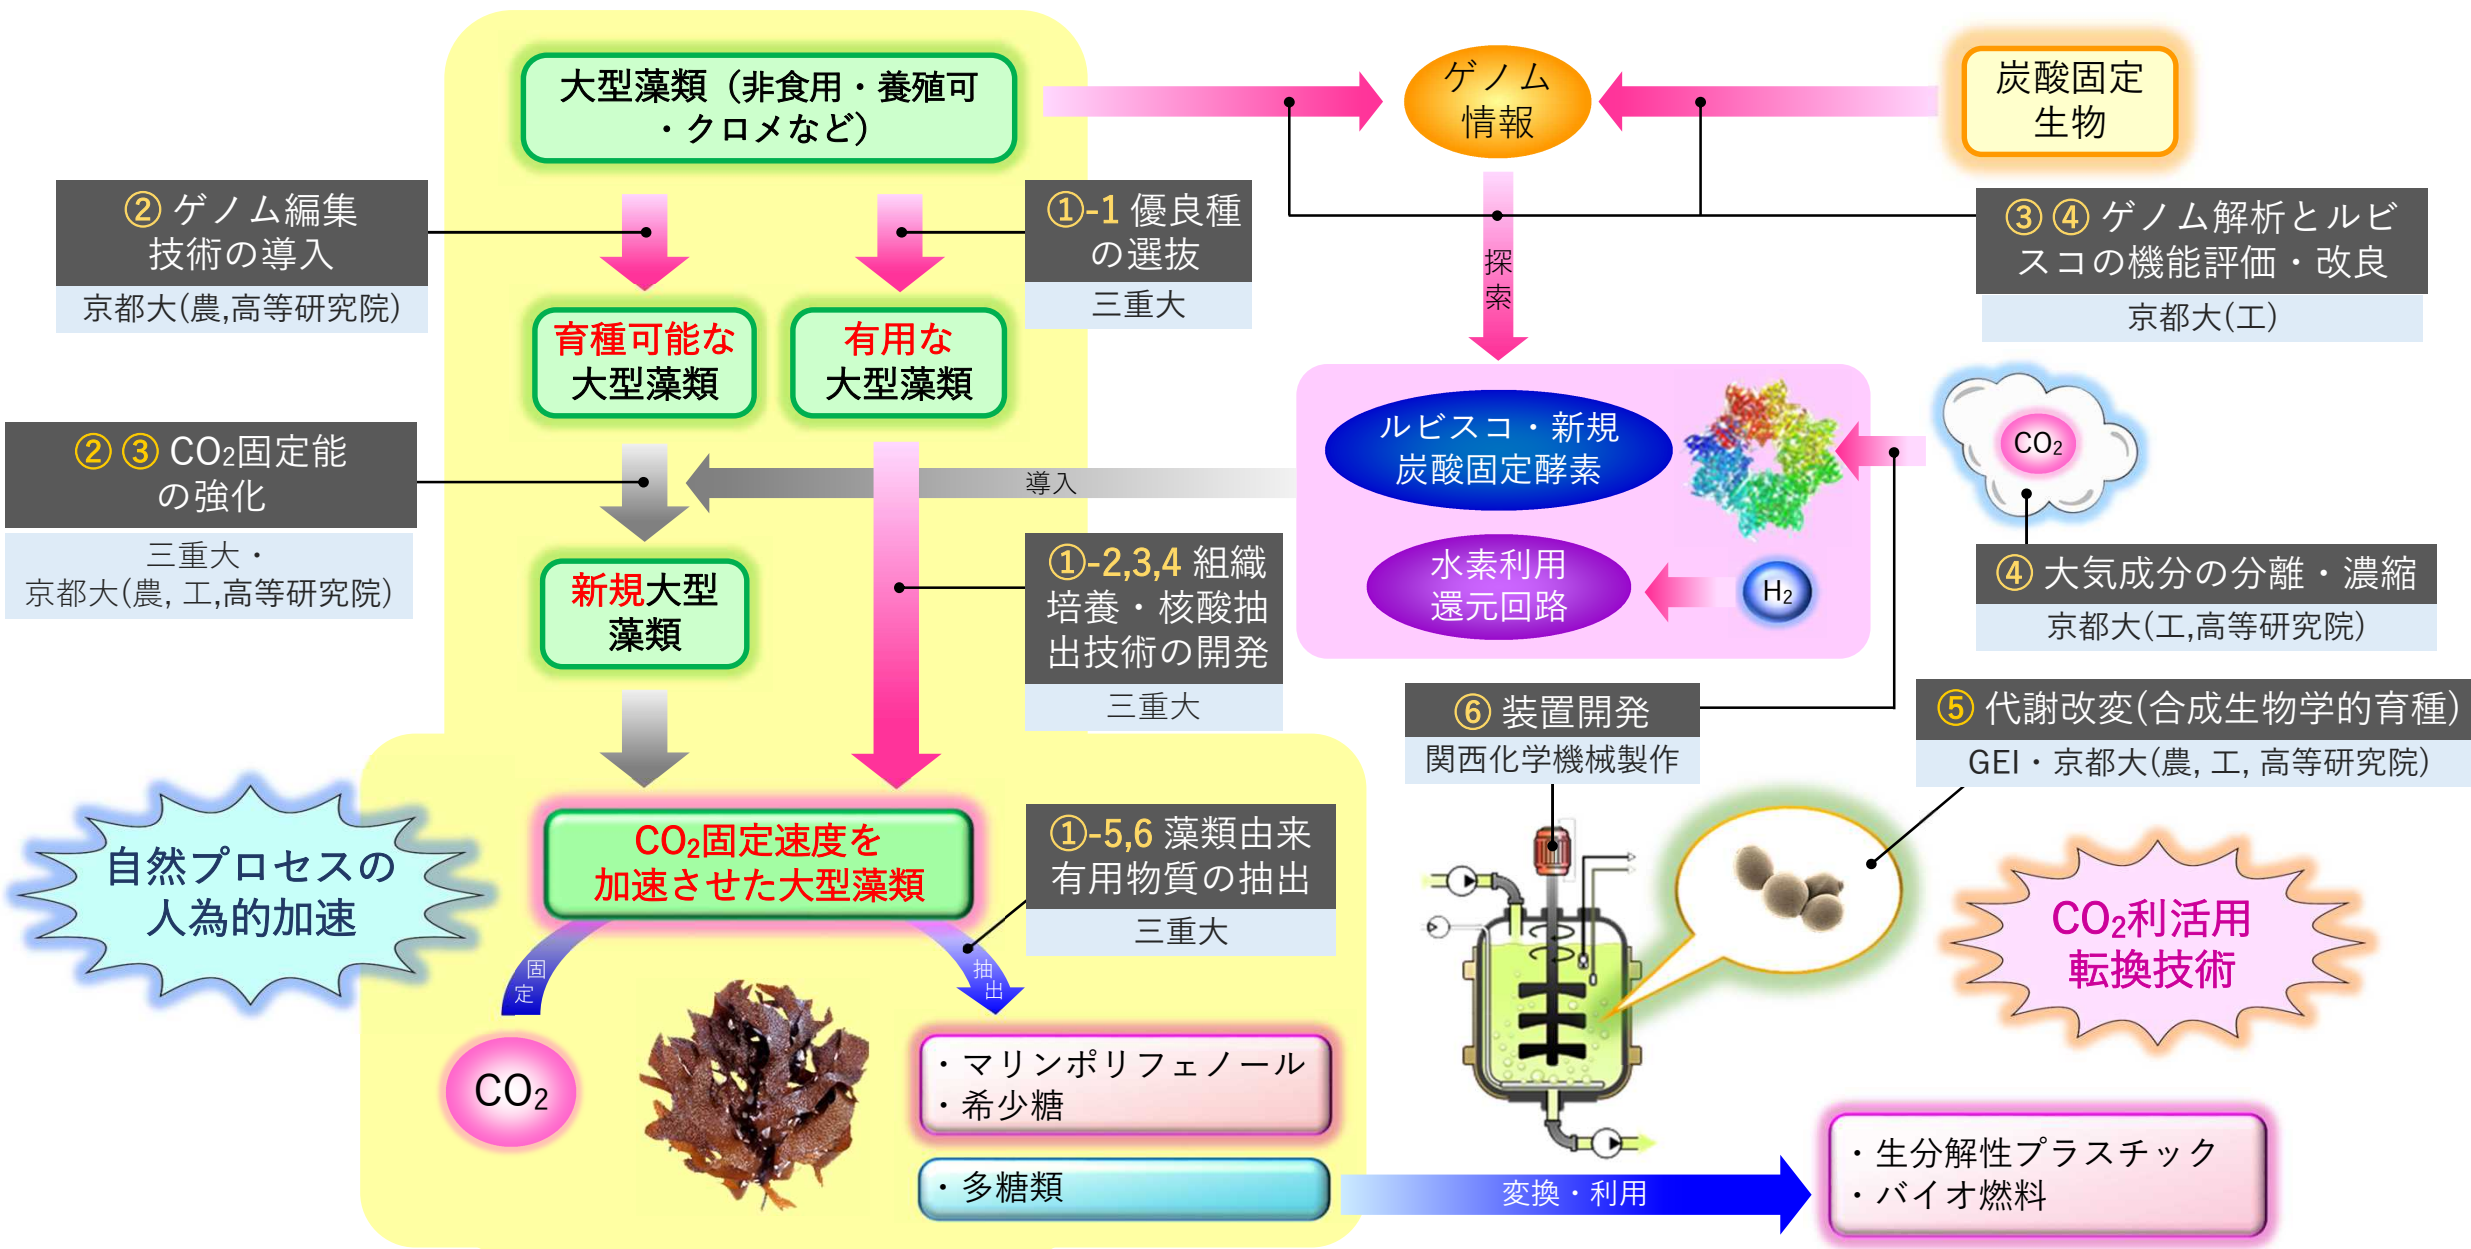 大型藻類（非食用・養殖可
・クロメなど）
ゲノム
情報
炭酸固定
生物
② ゲノム編集
技術の導入
京都大(農,高等研究院)
①-1 優良種
の選抜
三重大
③ ④ ゲノム解析とルビ
スコの機能評価・改良
京都大(工)
探
索
育種可能な
大型藻類
有用な
大型藻類
② ③ CO₂固定能
の強化
三重大・
京都大(農, 工,高等研究院)
導入
ルビスコ・新規
炭酸固定酵素
CO₂
水素利用
還元回路
H₂
④ 大気成分の分離・濃縮
京都大(工,高等研究院)
新規大型
藻類
①-2,3,4 組織
培養・核酸抽
出技術の開発
三重大
⑥ 装置開発
関西化学機械製作
⑤ 代謝改変(合成生物学的育種)
GEI・京都大(農, 工, 高等研究院)
自然プロセスの
人為的加速
CO₂固定速度を
加速させた大型藻類
①-5,6 藻類由来
有用物質の抽出
三重大
CO₂利活用
転換技術
固
定
抽
出
CO₂
・マリンポリフェノール
・希少糖
・多糖類
変換・利用
・生分解性プラスチック
・バイオ燃料